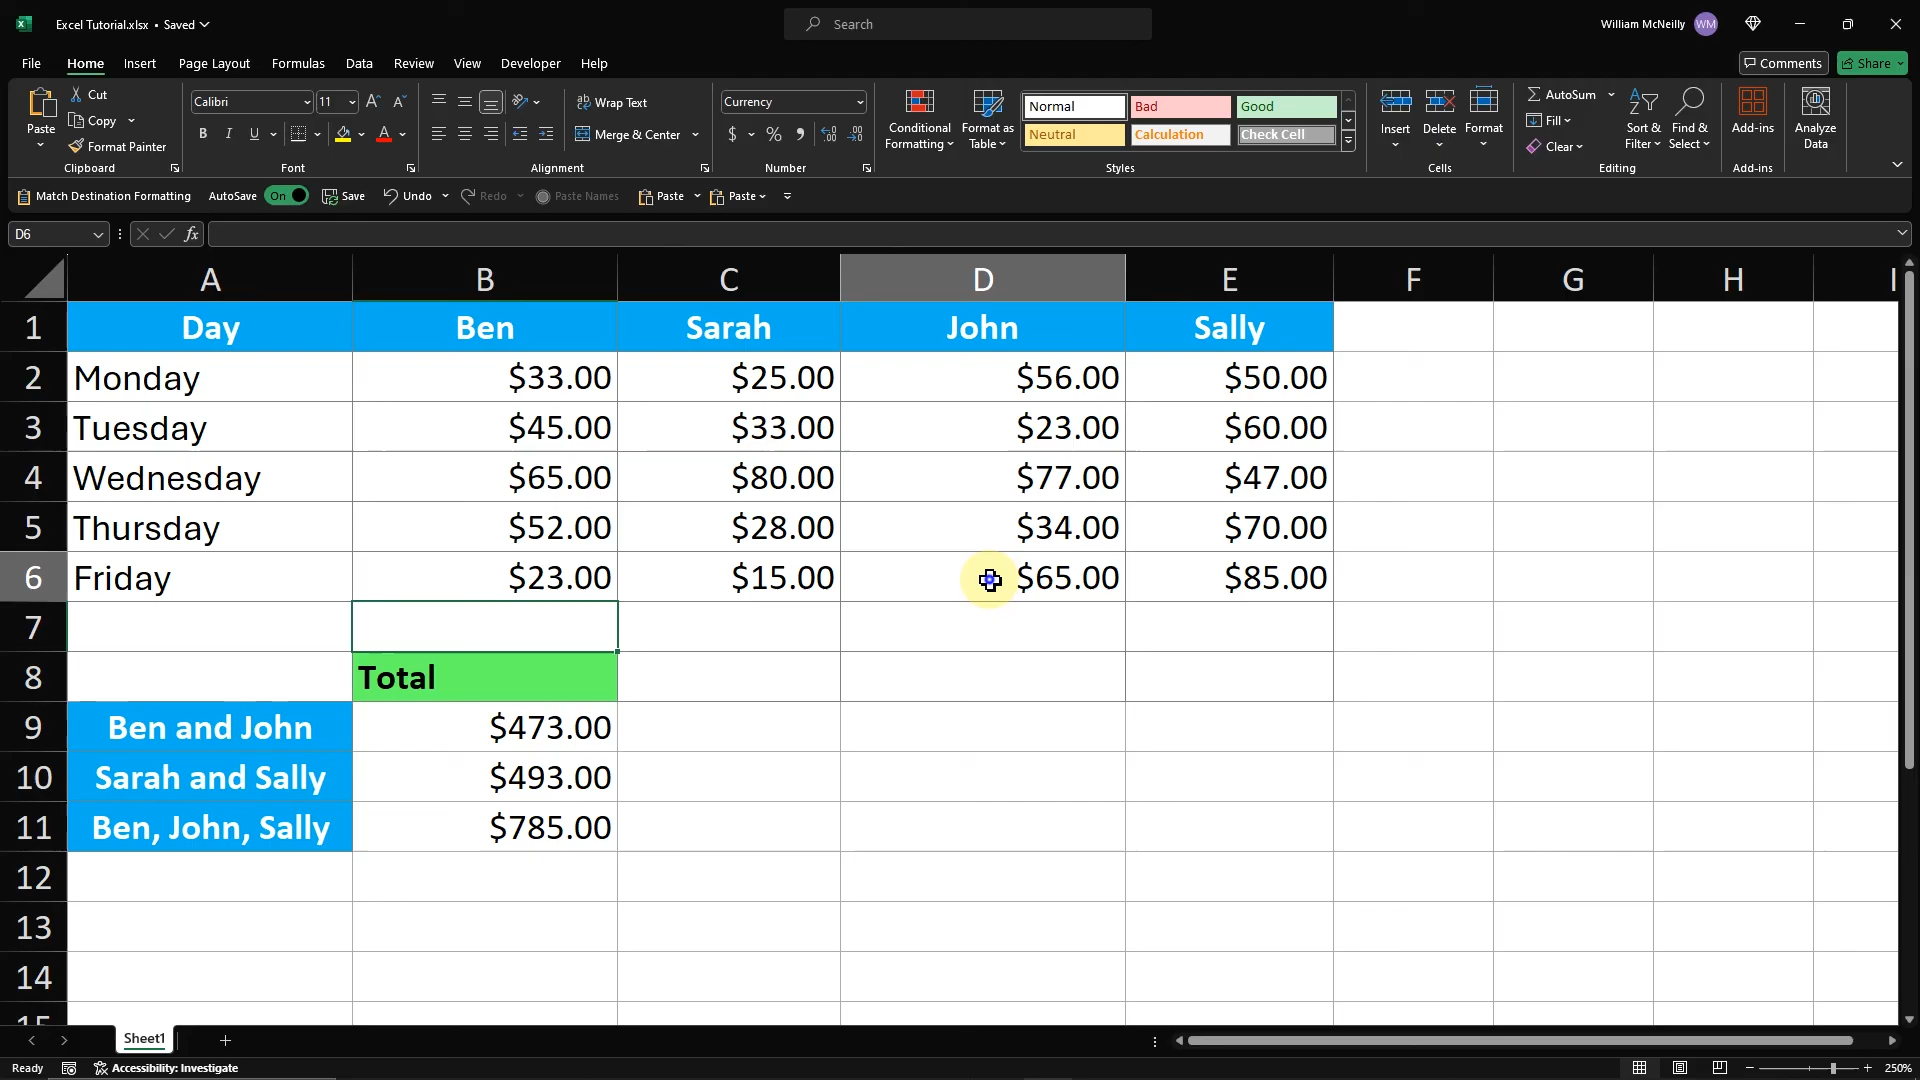 Excel Tutorial.xlsx • Saved
Search
William McNeilly WM
File Home Insert Page Layout Formulas Data Review View Developer Help
Comments Share
Paste
Cut
Copy
Format Painter
Clipboard
Calibri 11
B I U
Font
Wrap Text
Merge & Center
Alignment
Currency
$ % ,
Number
Conditional Formatting
Format as Table
Normal Bad Good
Neutral Calculation Check Cell
Styles
Insert Delete Format
Cells
AutoSum
Fill
Clear
Sort & Filter
Find & Select
Editing
Add-ins
Add-ins
Analyze Data
Match Destination Formatting AutoSave On Save Undo Redo Paste Names Paste Paste
D6 fx
A B C D E F G H I
1 Day Ben Sarah John Sally
2 Monday $33.00 $25.00 $56.00 $50.00
3 Tuesday $45.00 $33.00 $23.00 $60.00
4 Wednesday $65.00 $80.00 $77.00 $47.00
5 Thursday $52.00 $28.00 $34.00 $70.00
6 Friday $23.00 $15.00 $65.00 $85.00
7
8 Total
9 Ben and John $473.00
10 Sarah and Sally $493.00
11 Ben, John, Sally $785.00
12
13
14
15
Sheet1
Ready Accessibility: Investigate 250%